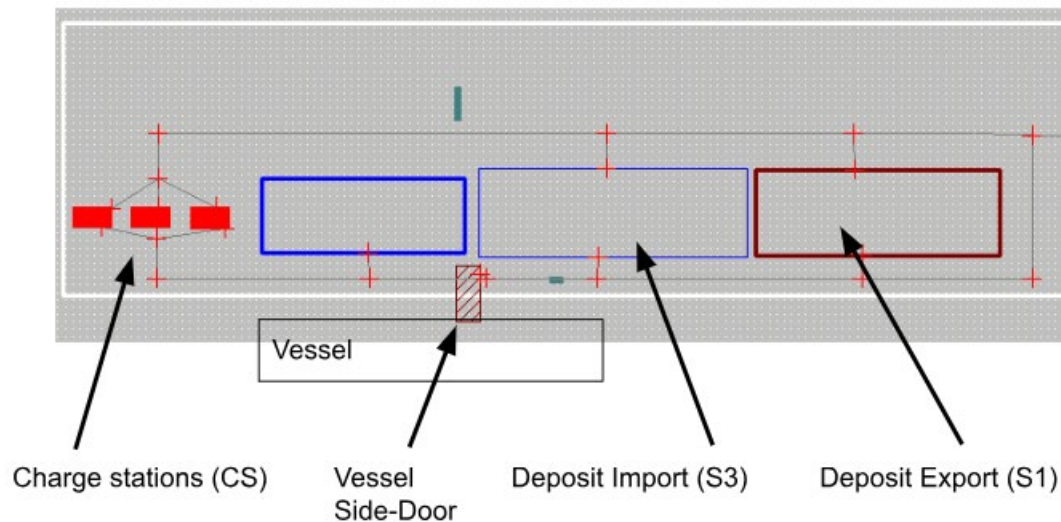 Vessel
Charge stations (CS)
Vessel
Side-Door
Deposit Import (S3)
Deposit Export (S1)